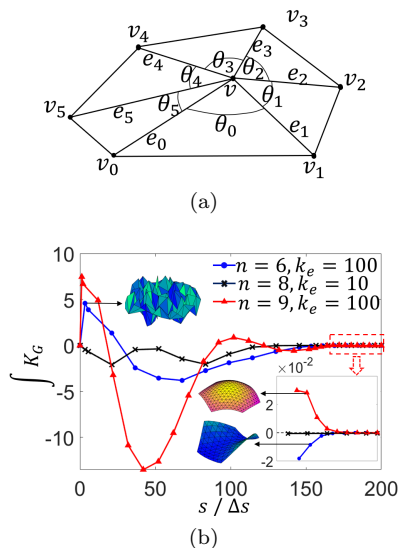 v₃
v₄
e₃
e₄ θ₃ θ₂
θ₄ v e₂ v₂
v₅ θ₅ θ₁
e₅ θ₀
e₀ e₁
v₀ v₁
(a)
10
n = 6, kₑ = 100
n = 8, kₑ = 10
n = 9, kₑ = 100
5
0
-5
-10
∫ K_G
×10⁻²
4
2
0
-2
0 50 100 150 200
s / Δs
(b)